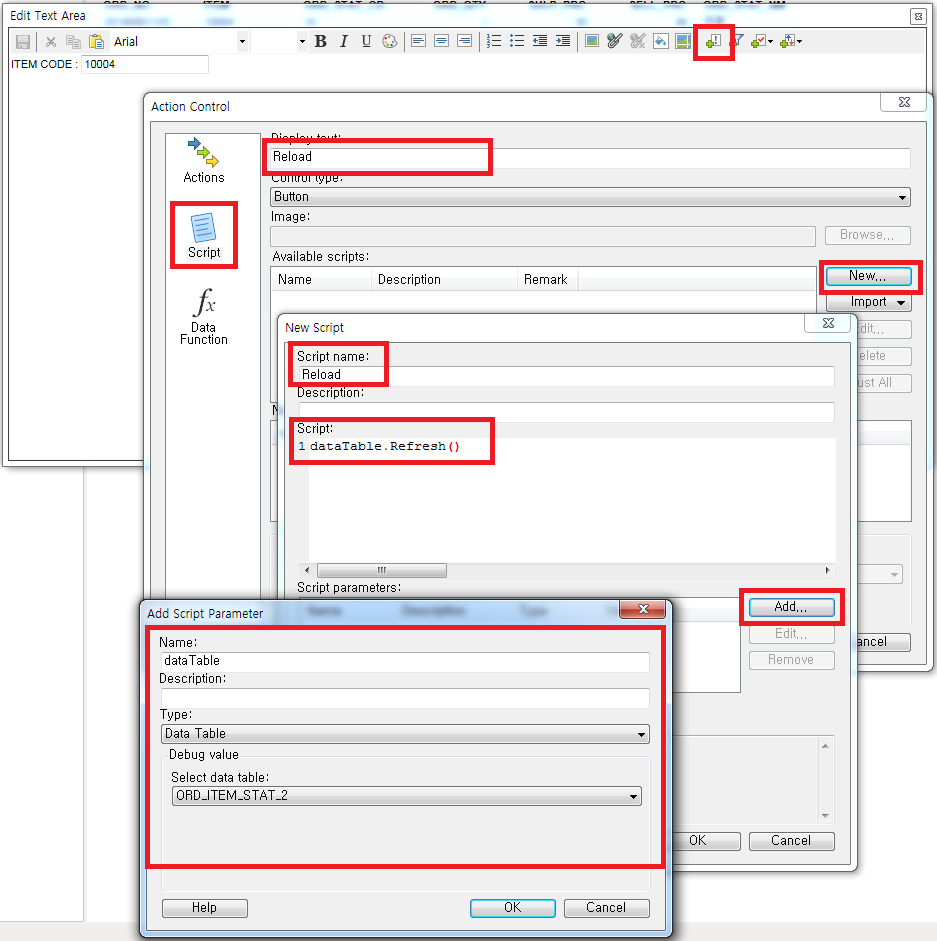 Edit Text Area
Arial
B I U
ITEM CODE : 10004
Action Control
Actions
Script
fx
Data
Function
Display text:
Reload
Control type:
Button
Image:
Browse...
Available scripts:
Name Description Remark
New...
Import
New Script
Script name:
Reload
Description:
Script:
1 dataTable.Refresh()
Script parameters:
Add...
Edit...
Remove
OK Cancel
Add Script Parameter
Name:
dataTable
Description:
Type:
Data Table
Debug value
Select data table:
ORD_ITEM_STAT_2
Help OK Cancel